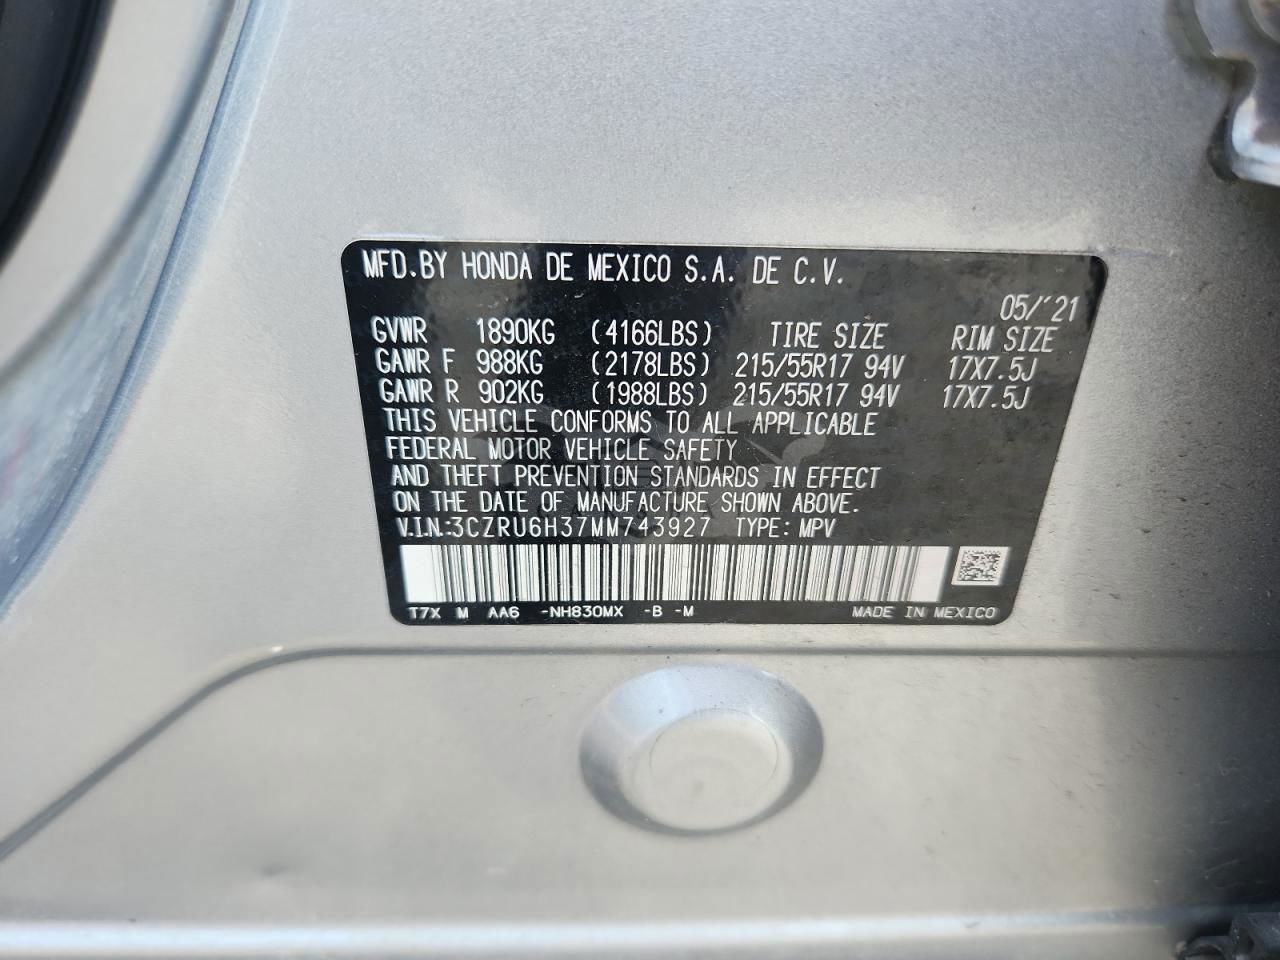 MFD.BY HONDA DE MEXICO S.A. DE C.V.
05/'21
GVWR 1890KG (4166LBS) TIRE SIZE RIM SIZE
GAWR F 988KG (2178LBS) 215/55R17 94V 17X7.5J
GAWR R 902KG (1988LBS) 215/55R17 94V 17X7.5J
THIS VEHICLE CONFORMS TO ALL APPLICABLE
FEDERAL MOTOR VEHICLE SAFETY
AND THEFT PREVENTION STANDARDS IN EFFECT
ON THE DATE OF MANUFACTURE SHOWN ABOVE.
V.I.N.:3CZRU6H37MM743927 TYPE: MPV
T7X M AA6 -NH830MX -B -M MADE IN MEXICO